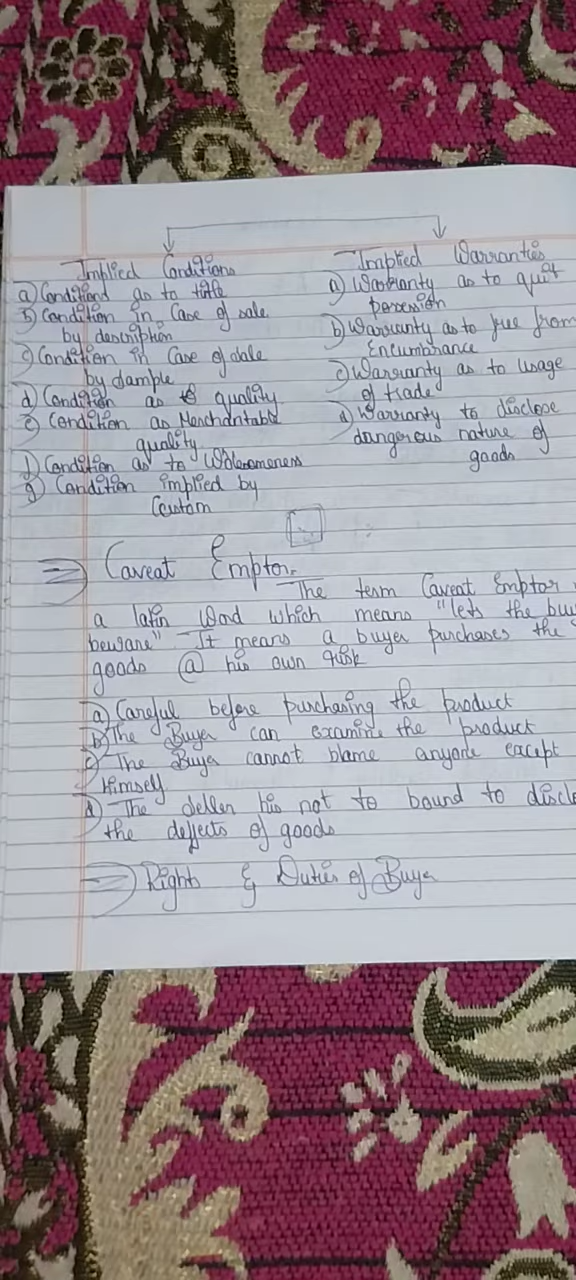 Implied Conditions
a) Conditions as to title
b) Condition in Case of sale
by description
c) Condition in Case of sale
by sample
d) Condition as to quality
e) Condition as Merchantable
quality
f) Condition as to Wholesomeness
g) Condition implied by
Custom
Implied Warranties
a) Warranty as to quit
possession
b) Warranty as to free from
Encumbrance
c) Warranty as to usage
of trade
d) Warranty to disclose
dangerous nature of
goods
Caveat Emptor.
The term Caveat Emptor
a latin Word which means "lets the
beware" It means a buyer purchases the
goods @ his own risk
a) Careful before purchasing the product
b) The Buyer can examine the product
c) The Buyer cannot blame anyone except
himself
d) The seller his not to bound to
the defects of goods
Rights & Duties of Buyer